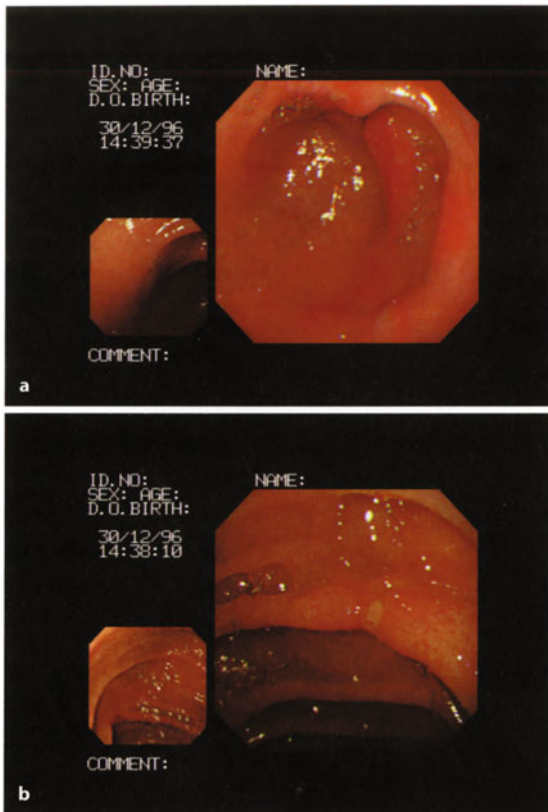 ID.NO: NAME:
SEX: AGE:
D.O.BIRTH:
30/12/96
14:39:37
COMMENT:
a
ID.NO: NAME:
SEX: AGE:
D.O.BIRTH:
30/12/96
14:38:10
COMMENT:
b